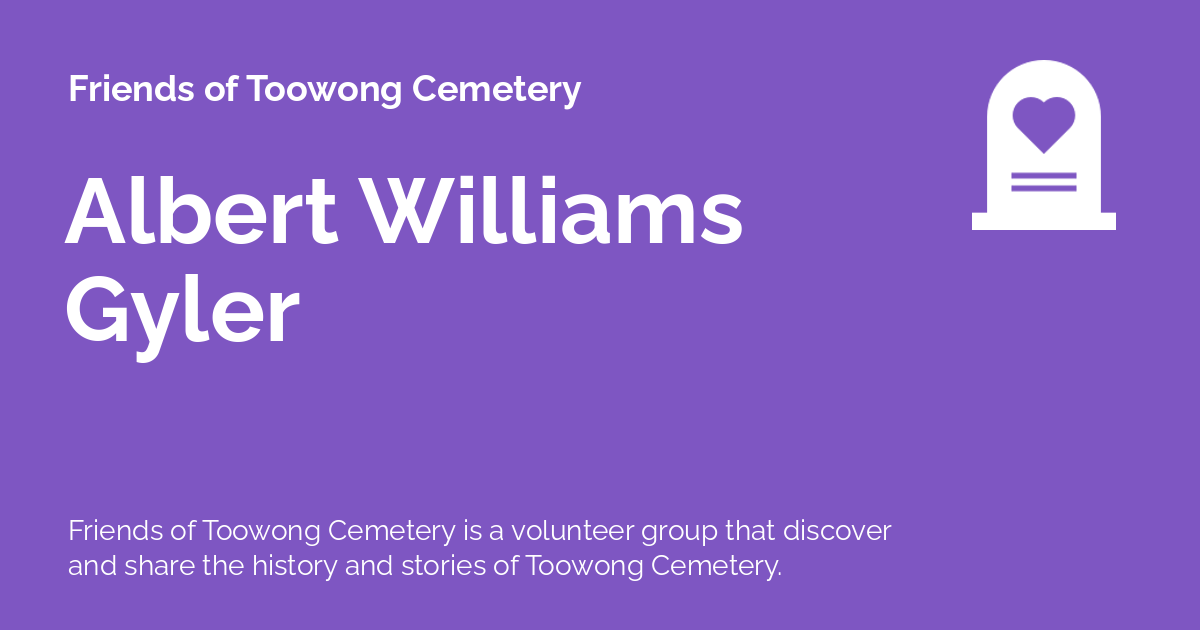 Friends of Toowong Cemetery
Albert Williams
Gyler
Friends of Toowong Cemetery is a volunteer group that discover
and share the history and stories of Toowong Cemetery.